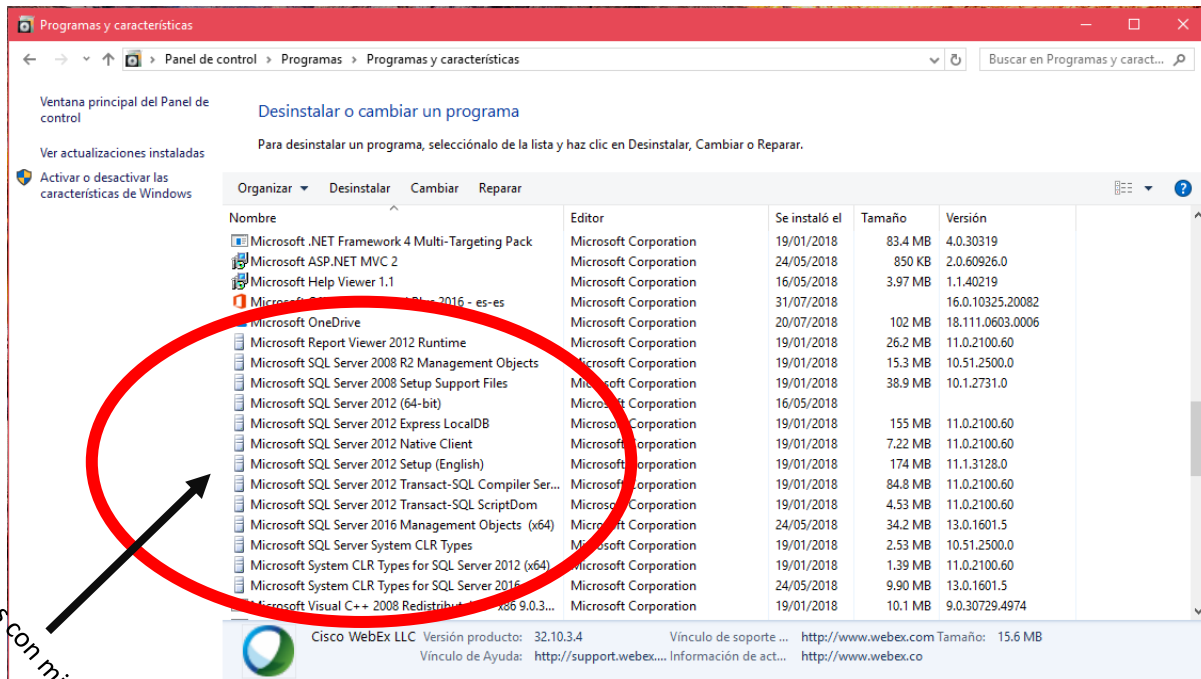 Programas y características
Panel de control > Programas > Programas y características
Buscar en Programas y caract...
Ventana principal del Panel de control
Ver actualizaciones instaladas
Activar o desactivar las características de Windows
Desinstalar o cambiar un programa
Para desinstalar un programa, selecciónalo de la lista y haz clic en Desinstalar, Cambiar o Reparar.
Organizar Desinstalar Cambiar Reparar
Nombre Editor Se instaló el Tamaño Versión
Microsoft .NET Framework 4 Multi-Targeting Pack Microsoft Corporation 19/01/2018 83.4 MB 4.0.30319
Microsoft ASP.NET MVC 2 Microsoft Corporation 24/05/2018 850 KB 2.0.60926.0
Microsoft Help Viewer 1.1 Microsoft Corporation 16/05/2018 3.97 MB 1.1.40219
Microsoft 2016 - es-es Microsoft Corporation 31/07/2018 16.0.10325.20082
Microsoft OneDrive Microsoft Corporation 20/07/2018 102 MB 18.111.0603.0006
Microsoft Report Viewer 2012 Runtime Microsoft Corporation 19/01/2018 26.2 MB 11.0.2100.60
Microsoft SQL Server 2008 R2 Management Objects Microsoft Corporation 19/01/2018 15.3 MB 10.51.2500.0
Microsoft SQL Server 2008 Setup Support Files Microsoft Corporation 19/01/2018 38.9 MB 10.1.2731.0
Microsoft SQL Server 2012 (64-bit) Microsoft Corporation 16/05/2018
Microsoft SQL Server 2012 Express LocalDB Microsoft Corporation 19/01/2018 155 MB 11.0.2100.60
Microsoft SQL Server 2012 Native Client Microsoft Corporation 19/01/2018 7.22 MB 11.0.2100.60
Microsoft SQL Server 2012 Setup (English) Microsoft Corporation 19/01/2018 174 MB 11.1.3128.0
Microsoft SQL Server 2012 Transact-SQL Compiler Ser... Microsoft Corporation 19/01/2018 84.8 MB 11.0.2100.60
Microsoft SQL Server 2012 Transact-SQL ScriptDom Microsoft Corporation 19/01/2018 4.53 MB 11.0.2100.60
Microsoft SQL Server 2016 Management Objects (x64) Microsoft Corporation 24/05/2018 34.2 MB 13.0.1601.5
Microsoft SQL Server System CLR Types Microsoft Corporation 19/01/2018 2.53 MB 10.51.2500.0
Microsoft System CLR Types for SQL Server 2012 (x64) Microsoft Corporation 19/01/2018 1.39 MB 11.0.2100.60
Microsoft System CLR Types for SQL Server 2016 Microsoft Corporation 24/05/2018 9.90 MB 13.0.1601.5
Microsoft Visual C++ 2008 x86 9.0.3... Microsoft Corporation 19/01/2018 10.1 MB 9.0.30729.4974
Cisco WebEx LLC Versión producto: 32.10.3.4 Vínculo de soporte ... http://www.webex.com Tamaño: 15.6 MB
Vínculo de Ayuda: http://support.webex.... Información de act... http://www.webex.co
con